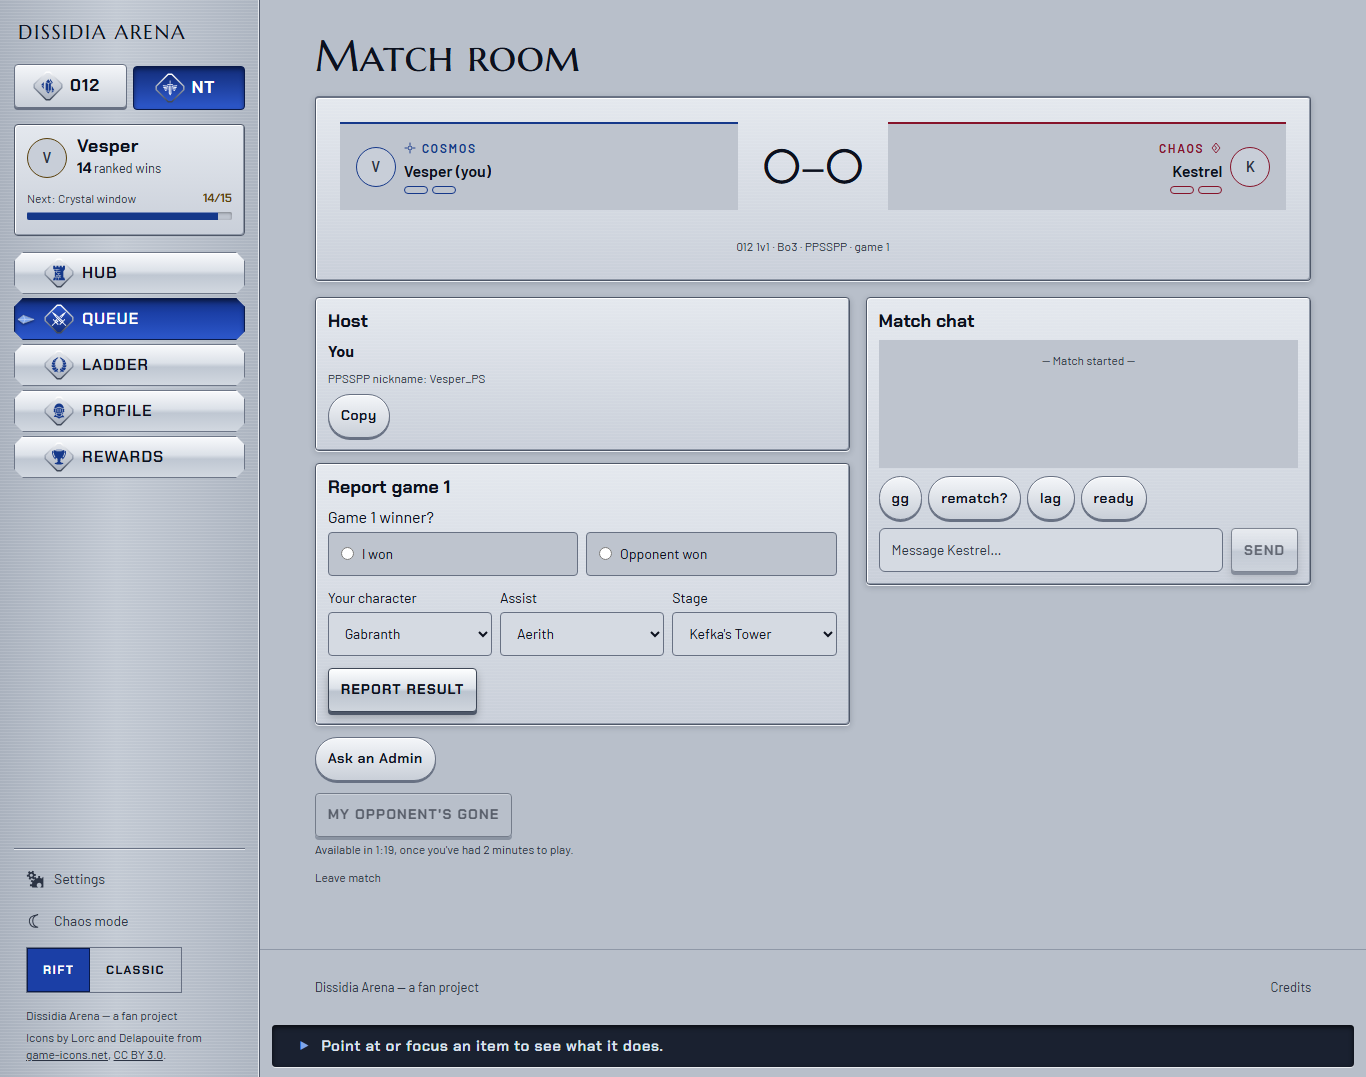 DISSIDIA ARENA
012
NT
V
Vesper
14 ranked wins
Next: Crystal window
14/15
HUB
QUEUE
LADDER
PROFILE
REWARDS
Settings
Chaos mode
RIFT
CLASSIC
Dissidia Arena — a fan project
Icons by Lorc and Delapouite from
game-icons.net, CC BY 3.0.
Match room
V
COSMOS
Vesper (you)
0–0
CHAOS
Kestrel
K
012 1v1 · Bo3 · PPSSPP · game 1
Host
You
PPSSPP nickname: Vesper_PS
Copy
Report game 1
Game 1 winner?
I won
Opponent won
Your character
Assist
Stage
Gabranth
Aerith
Kefka's Tower
REPORT RESULT
Ask an Admin
MY OPPONENT'S GONE
Available in 1:19, once you've had 2 minutes to play.
Leave match
Match chat
— Match started —
gg
rematch?
lag
ready
Message Kestrel...
SEND
Dissidia Arena — a fan project
Credits
Point at or focus an item to see what it does.